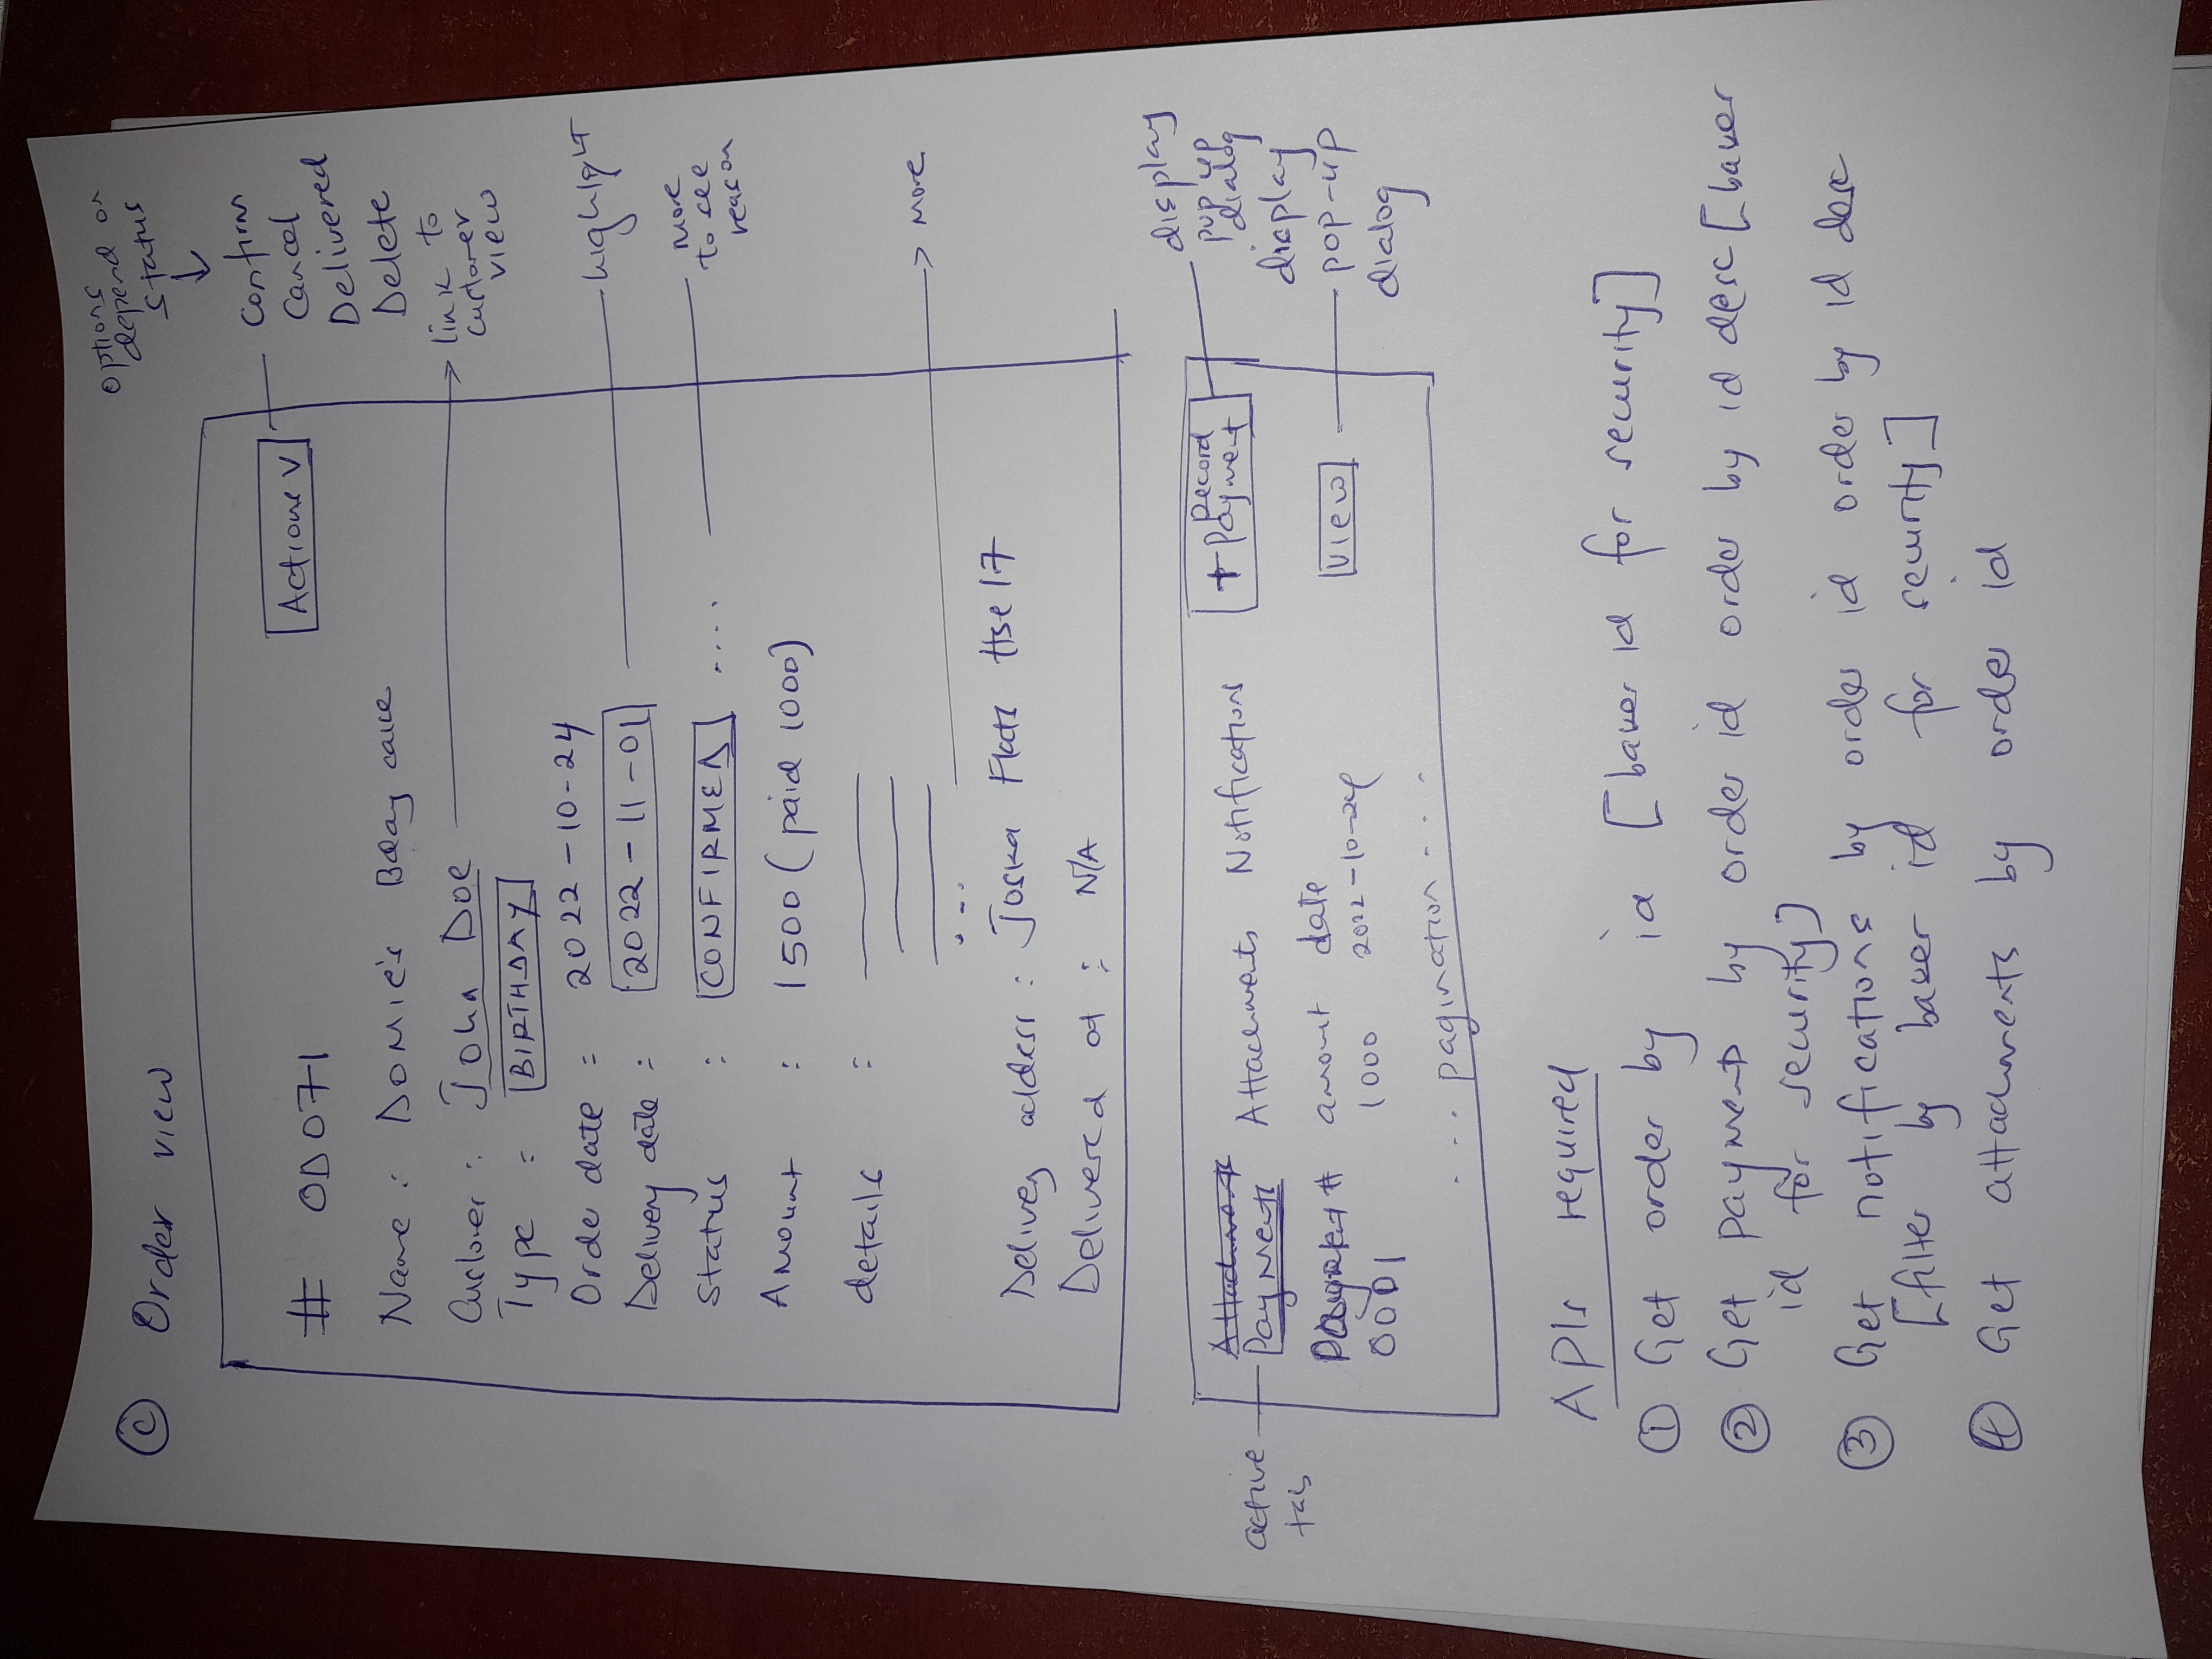 options
depend on
status
↓
© Order view
# OD071
Actions v
Confirm
Cancel
Delivered
Delete
Name : DOMIE's Bday cake
Customer : John Doe
link to
customer
view
Type : BIRTHDAY
Order date : 2022-10-24
Delivery date : 2022-11-01
highlight
Status : CONFIRMED ....
more
to see
reason
Amount : 1500 (paid 1000)
details :
...
more
Delivery address : Joska Flats Hse 17
Delivered at : N/A
active
tab
Attachments
Payments Attachments Notifications
+ Record
Payment
display
pop up
dialog
Payment # amount date
0001 1000 2022-10-24
view
display
pop-up
dialog
... pagination ...
APIs required
① Get order by id [baker id for security]
② Get payments by order id order by id desc [baker
id for security]
③ Get notifications by order id order by id desc
[filter by baker id for security]
④ Get attachments by order id